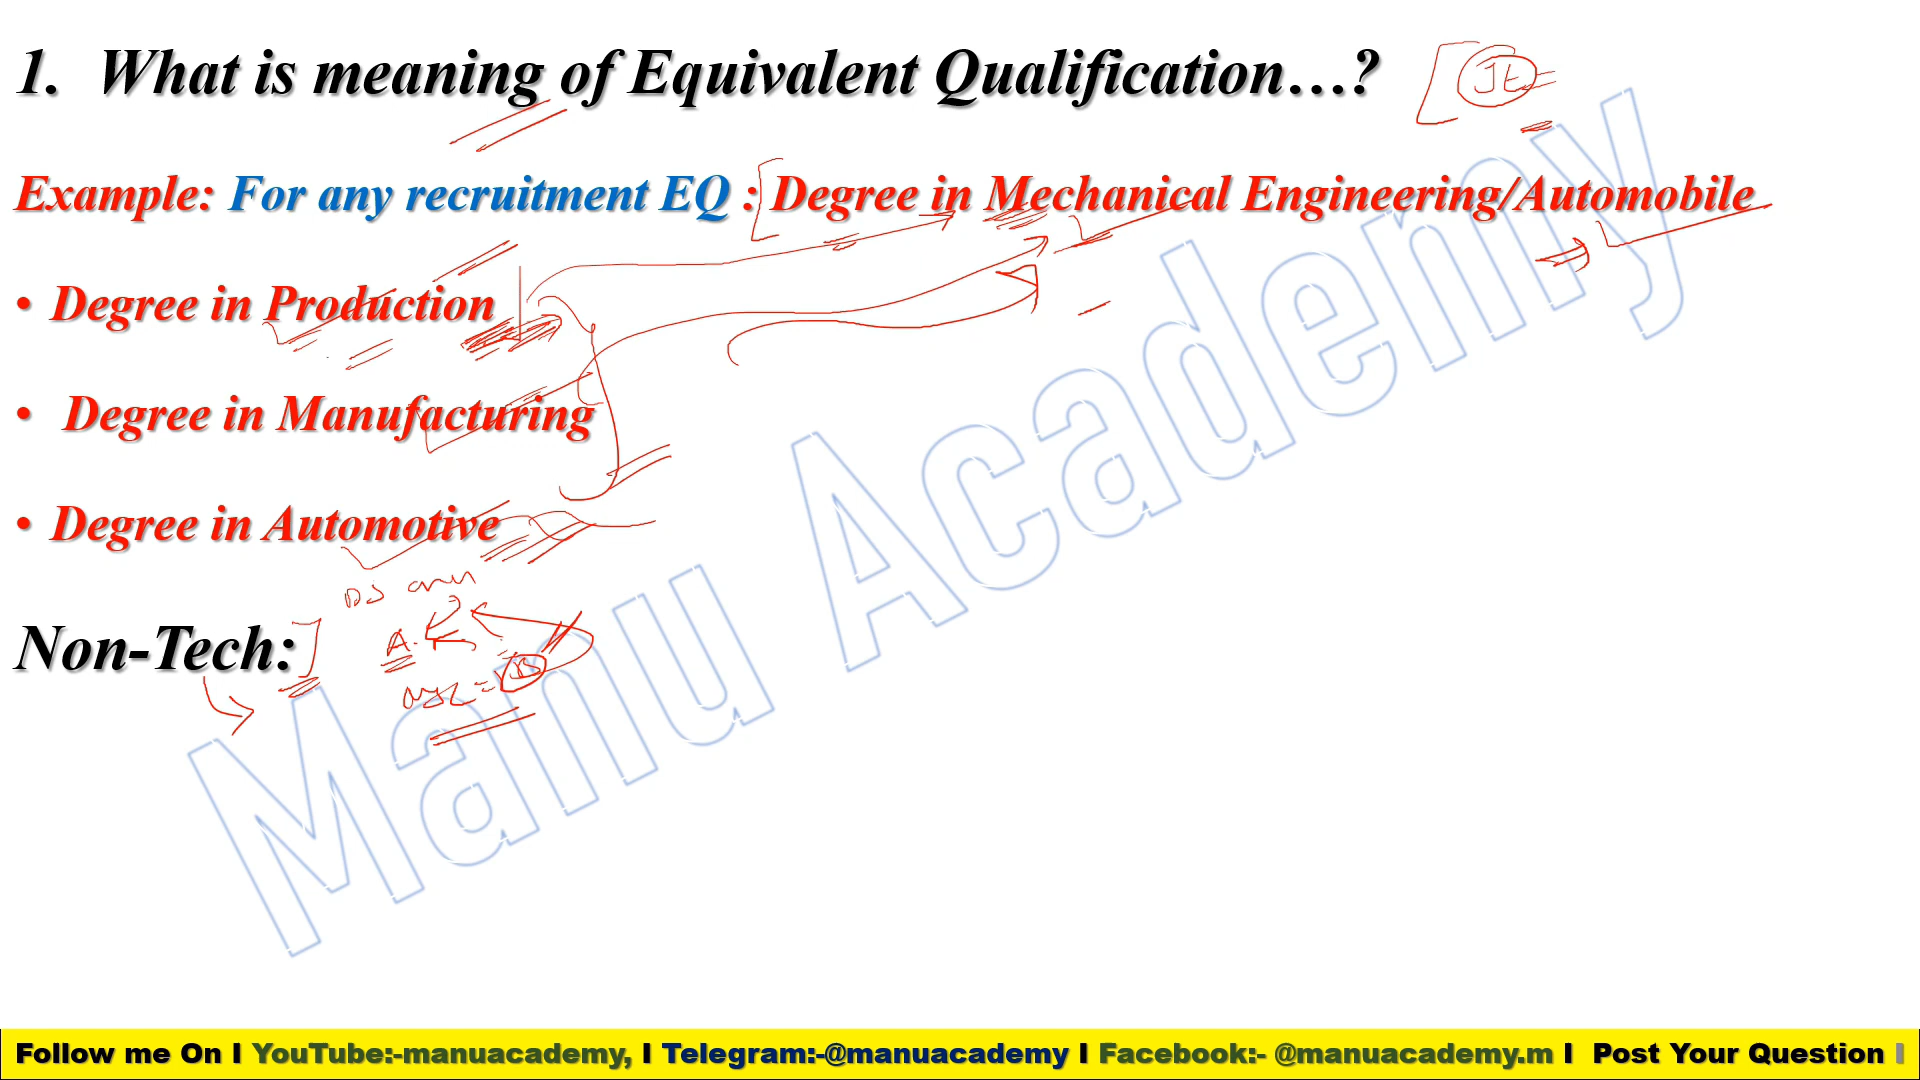 1. What is meaning of Equivalent Qualification…? JE
Example: For any recruitment EQ : Degree in Mechanical Engineering/Automobile
• Degree in Production
• Degree in Manufacturing
• Degree in Automotive
Non-Tech:
Manu Academy
Follow me On I YouTube:-manuacademy, I Telegram:-@manuacademy I Facebook:- @manuacademy.m I Post Your Question I